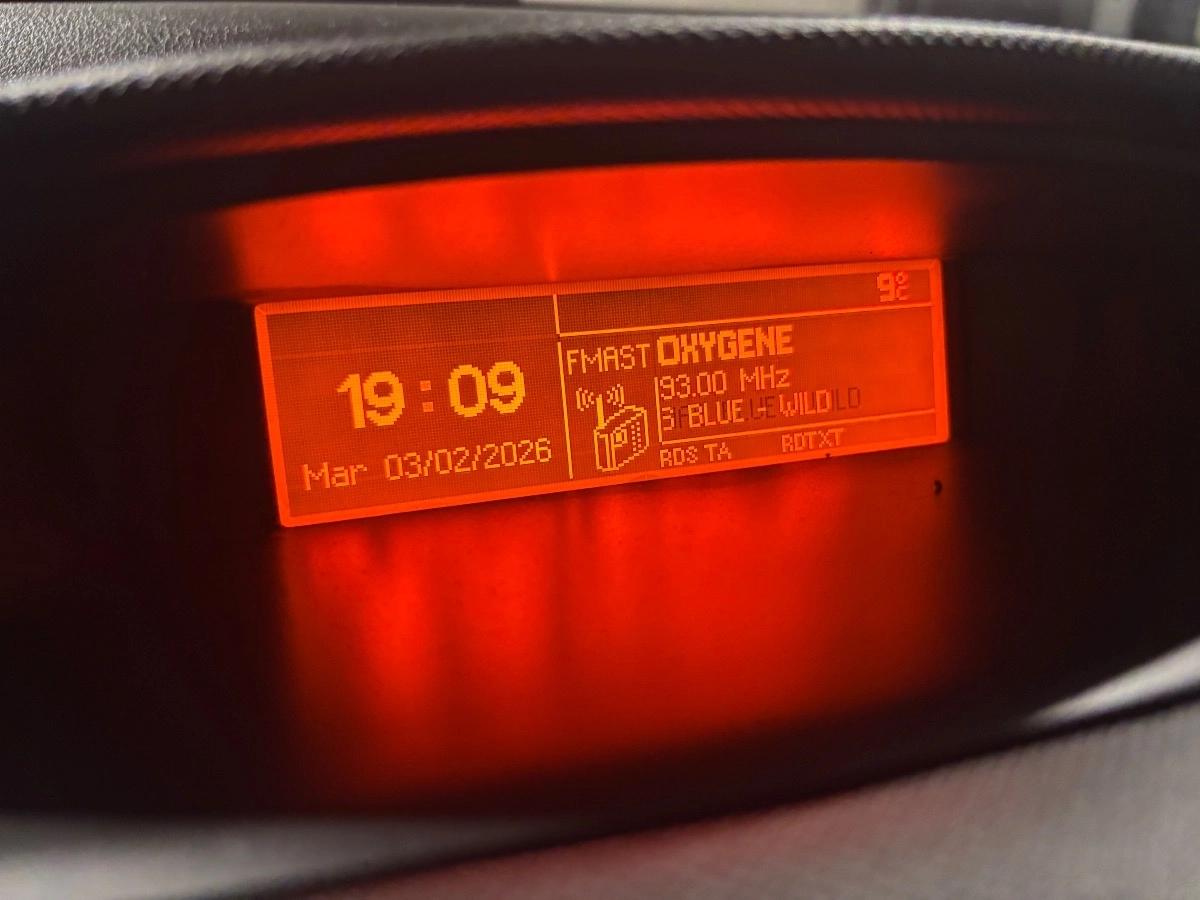 9°C
19:09
Mar 03/02/2026
FMAST OXYGENE
93.00 MHz
BLUE - WILD
RDS TA RDTXT